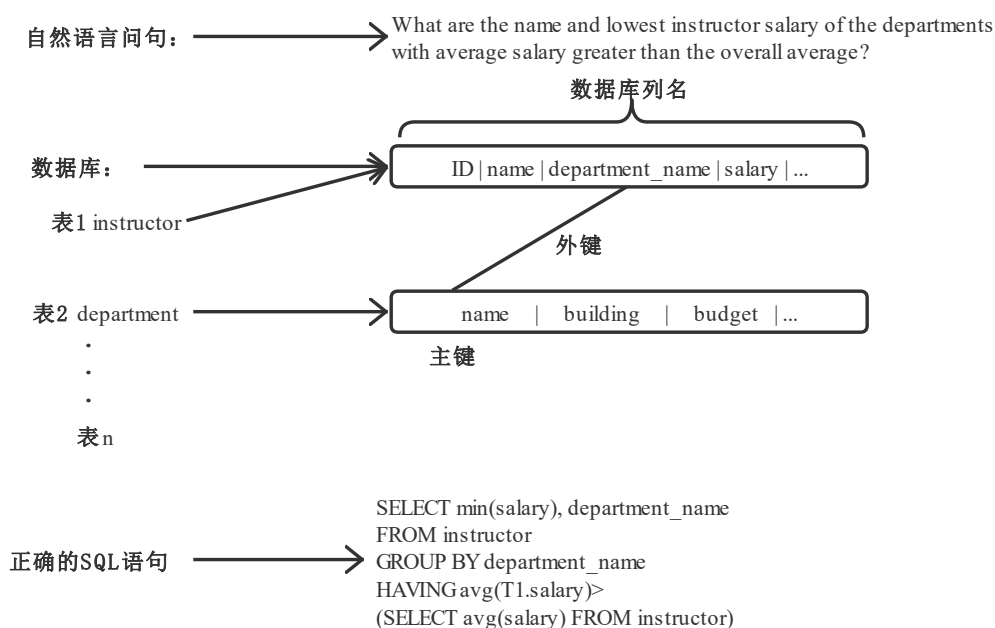 自然语言问句：
What are the name and lowest instructor salary of the departments
with average salary greater than the overall average?
数据库列名
数据库：
ID | name | department_name | salary | ...
表1 instructor
外键
表2 department
name | building | budget | ...
主键
.
.
.
表n
正确的SQL语句
SELECT min(salary), department_name
FROM instructor
GROUP BY department_name
HAVING avg(T1.salary)>
(SELECT avg(salary) FROM instructor)